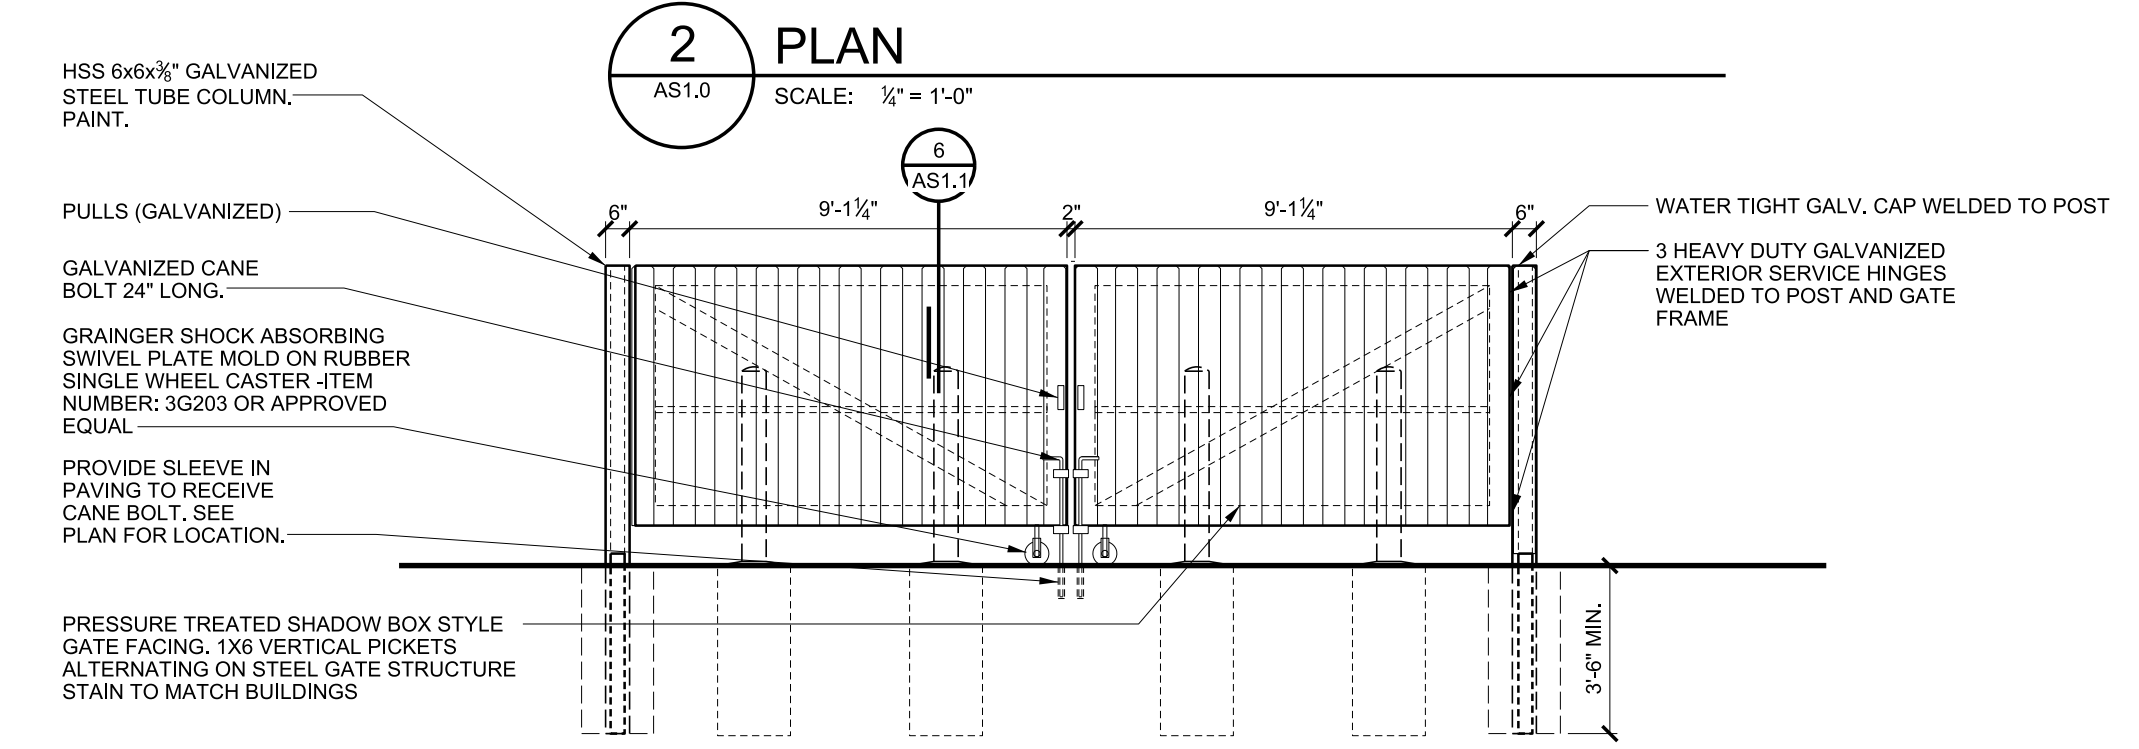 2
PLAN
AS1.0
SCALE: ¼" = 1'-0"
HSS 6x6x⅜" GALVANIZED
STEEL TUBE COLUMN.
PAINT.
6
AS1.1
PULLS (GALVANIZED)
6"
9'-1¼"
2"
9'-1¼"
6"
WATER TIGHT GALV. CAP WELDED TO POST
GALVANIZED CANE
BOLT 24" LONG.
3 HEAVY DUTY GALVANIZED
EXTERIOR SERVICE HINGES
WELDED TO POST AND GATE
FRAME
GRAINGER SHOCK ABSORBING
SWIVEL PLATE MOLD ON RUBBER
SINGLE WHEEL CASTER -ITEM
NUMBER: 3G203 OR APPROVED
EQUAL
PROVIDE SLEEVE IN
PAVING TO RECEIVE
CANE BOLT. SEE
PLAN FOR LOCATION.
PRESSURE TREATED SHADOW BOX STYLE
GATE FACING. 1X6 VERTICAL PICKETS
ALTERNATING ON STEEL GATE STRUCTURE
STAIN TO MATCH BUILDINGS
3'-6" MIN.